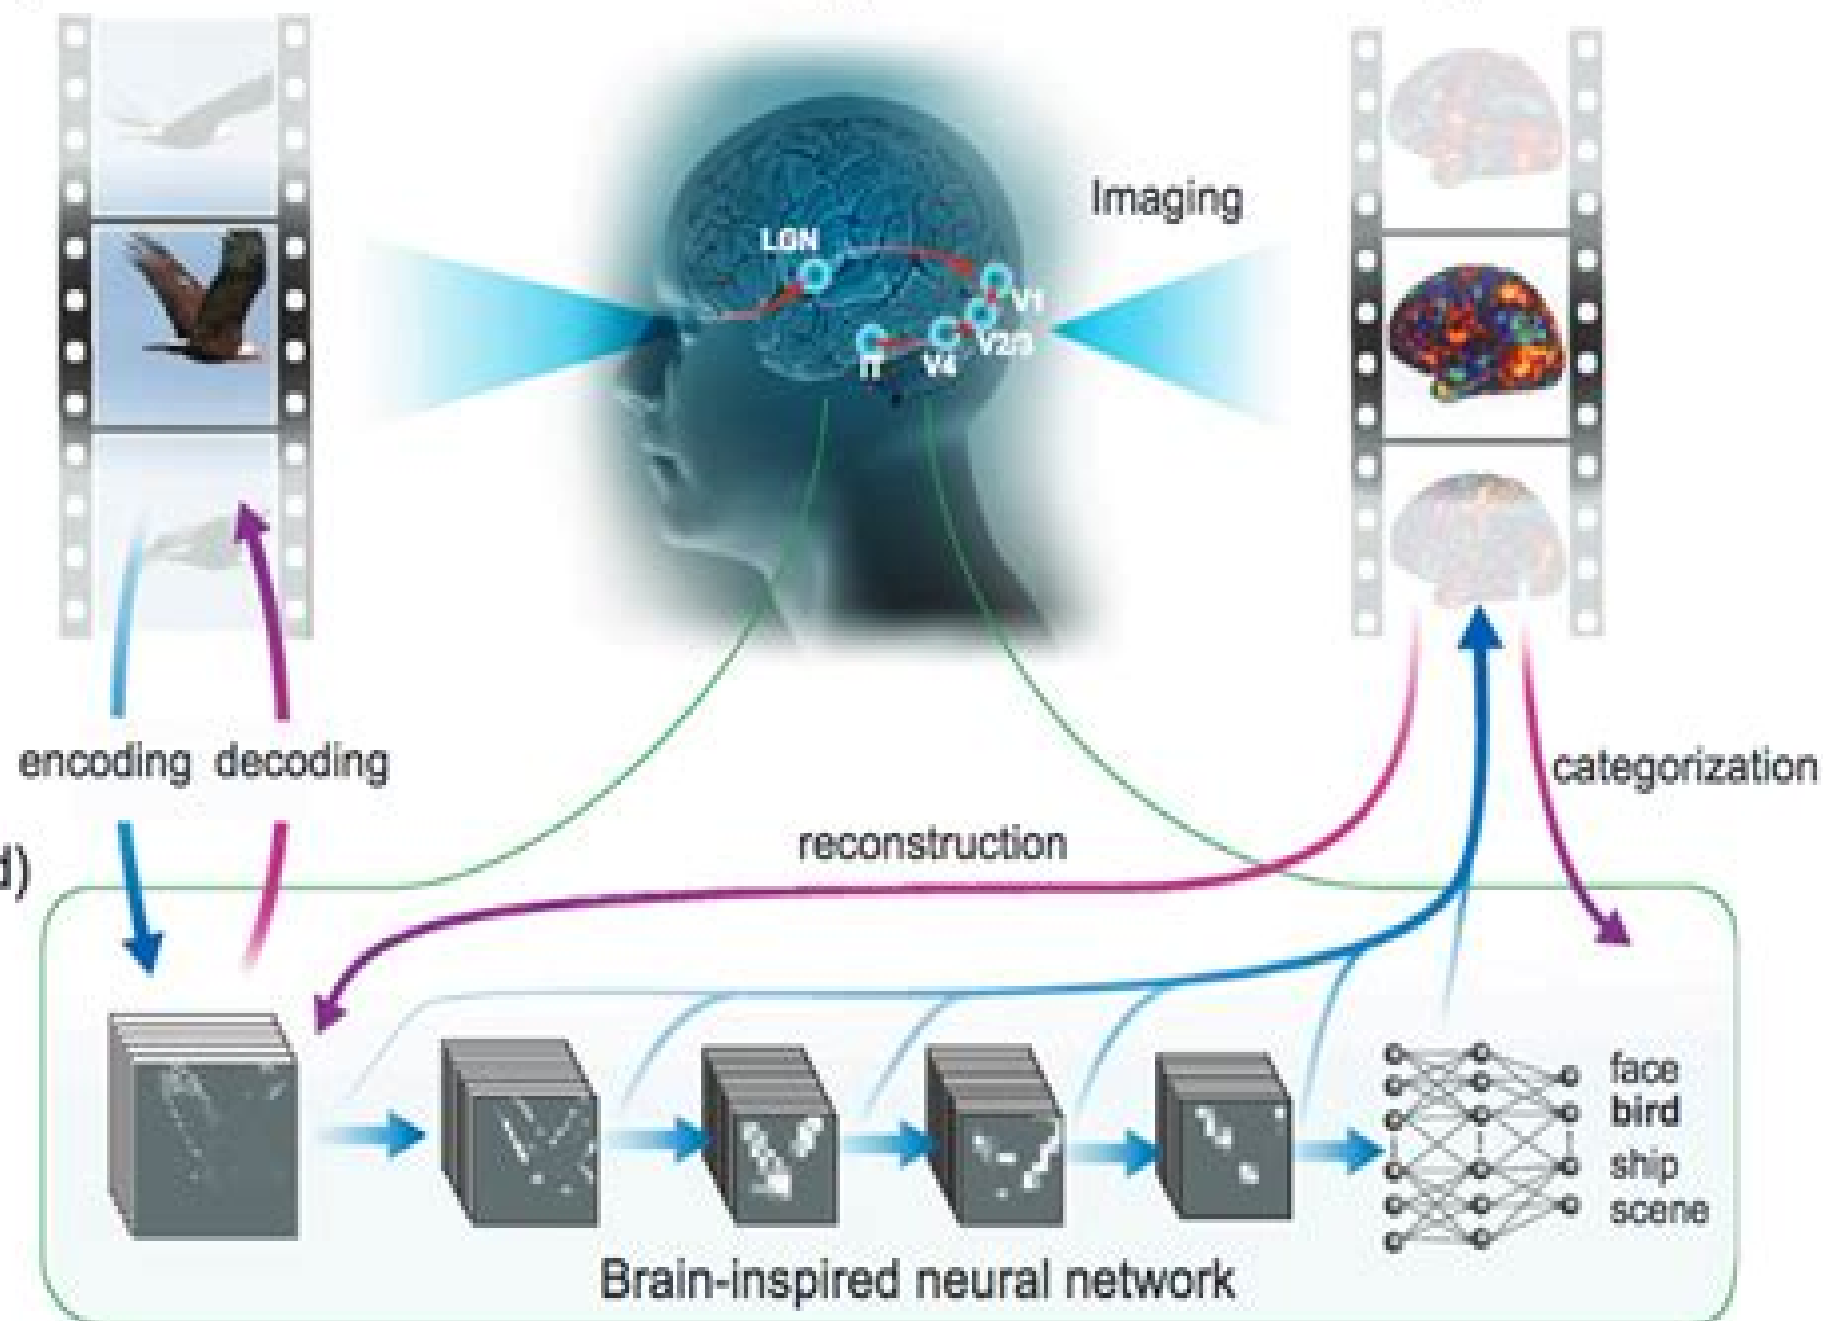 LGN
V1
V2/3
V4
IT
Imaging
encoding decoding
categorization
reconstruction
d)
face
bird
ship
scene
Brain-inspired neural network